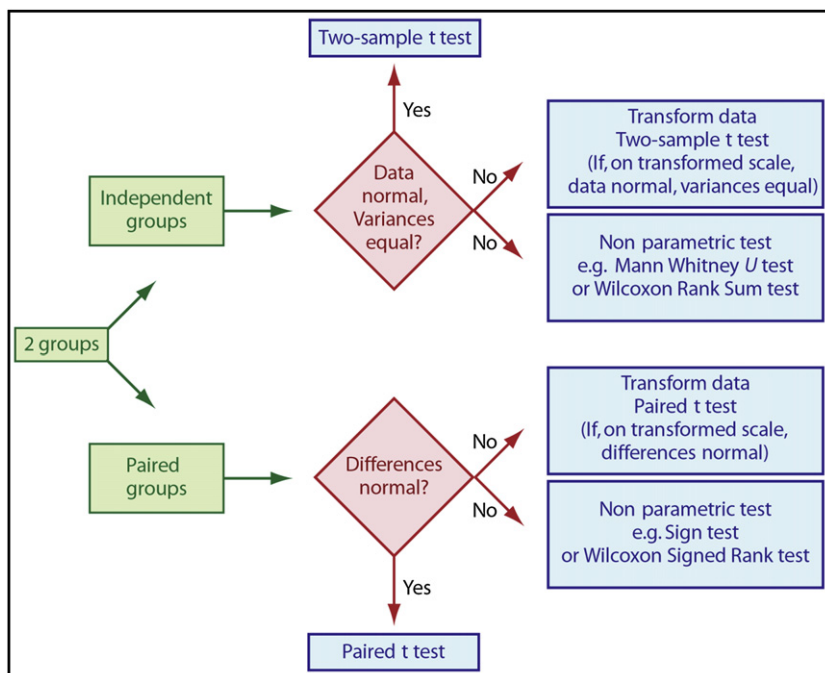 Two-sample t test
Yes
Independent
groups
Data
normal,
Variances
equal?
No
No
Transform data
Two-sample t test
(If, on transformed scale,
data normal, variances equal)
Non parametric test
e.g. Mann Whitney U test
or Wilcoxon Rank Sum test
2 groups
Paired
groups
Differences
normal?
No
No
Transform data
Paired t test
(If, on transformed scale,
differences normal)
Non parametric test
e.g. Sign test
or Wilcoxon Signed Rank test
Yes
Paired t test